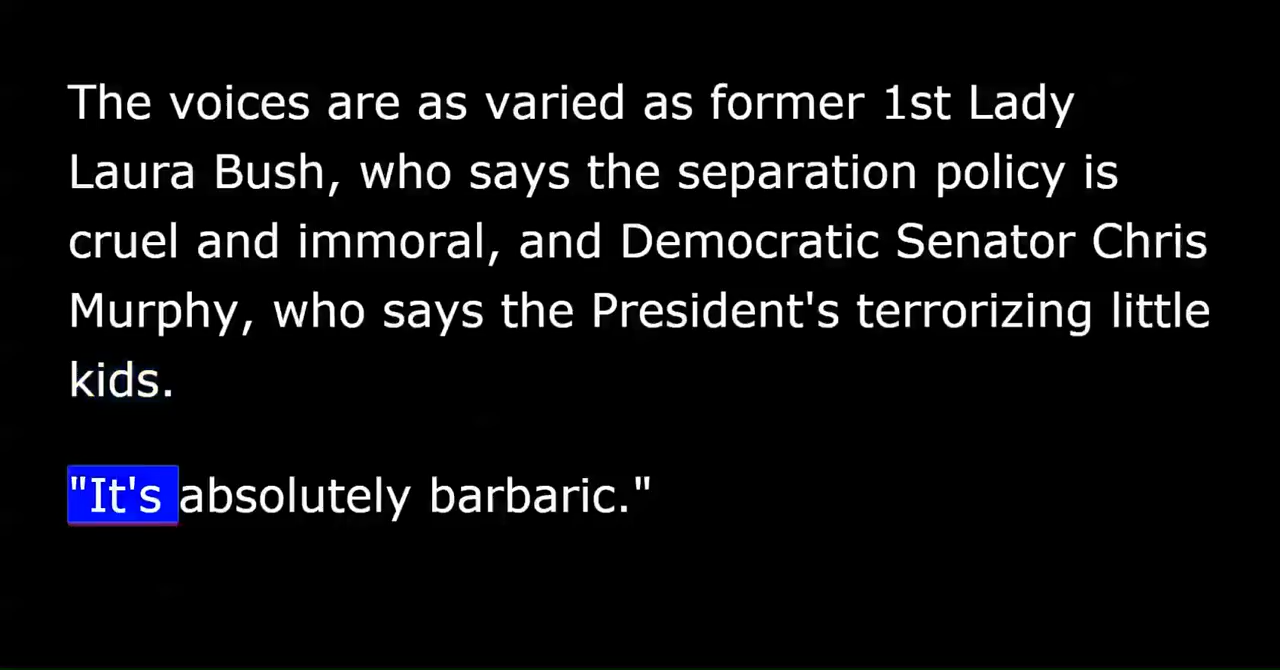 The voices are as varied as former 1st Lady
Laura Bush, who says the separation policy is
cruel and immoral, and Democratic Senator Chris
Murphy, who says the President's terrorizing little
kids.
"It's absolutely barbaric."